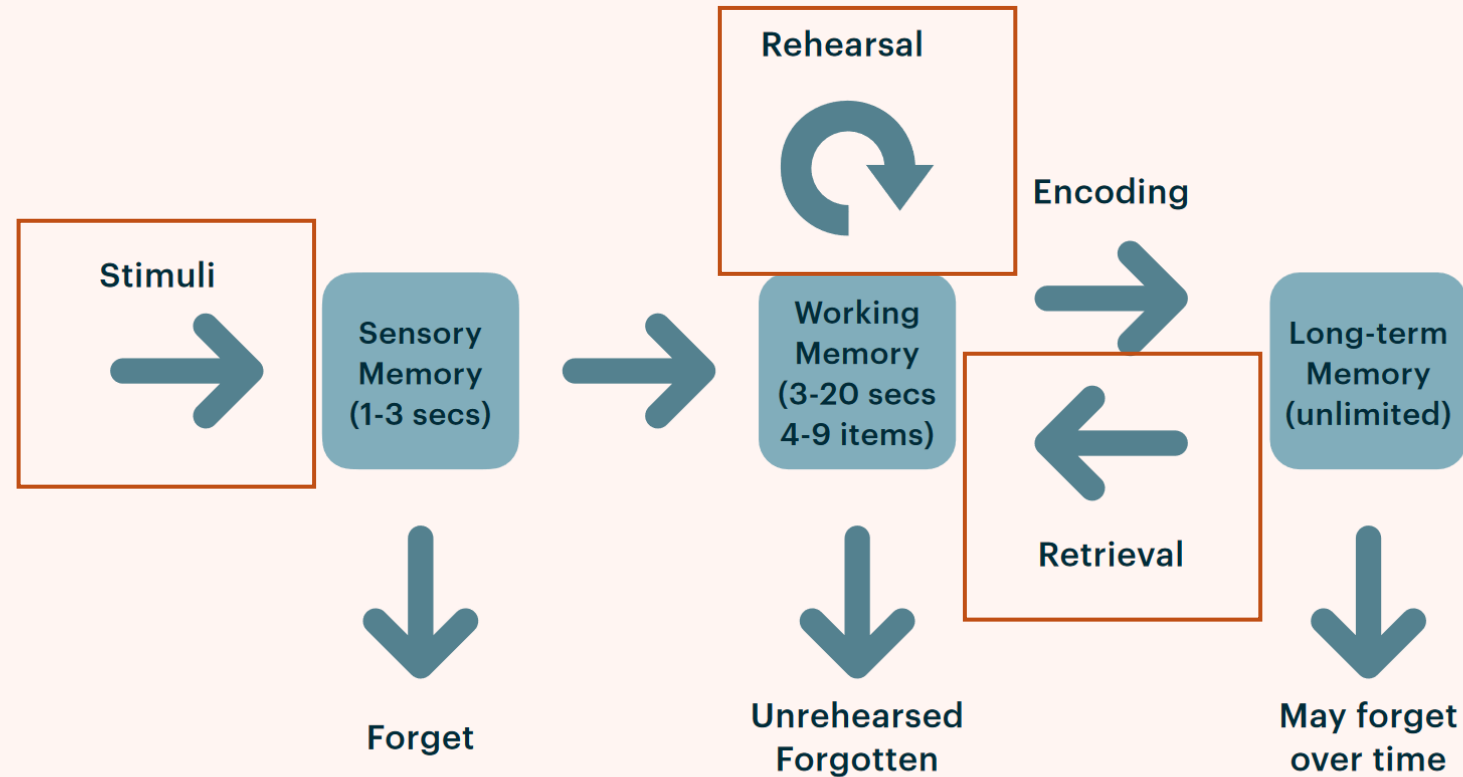 Rehearsal
Encoding
Stimuli
Sensory
Memory
(1-3 secs)
Working
Memory
(3-20 secs
4-9 items)
Long-term
Memory
(unlimited)
Retrieval
Forget
Unrehearsed
Forgotten
May forget
over time